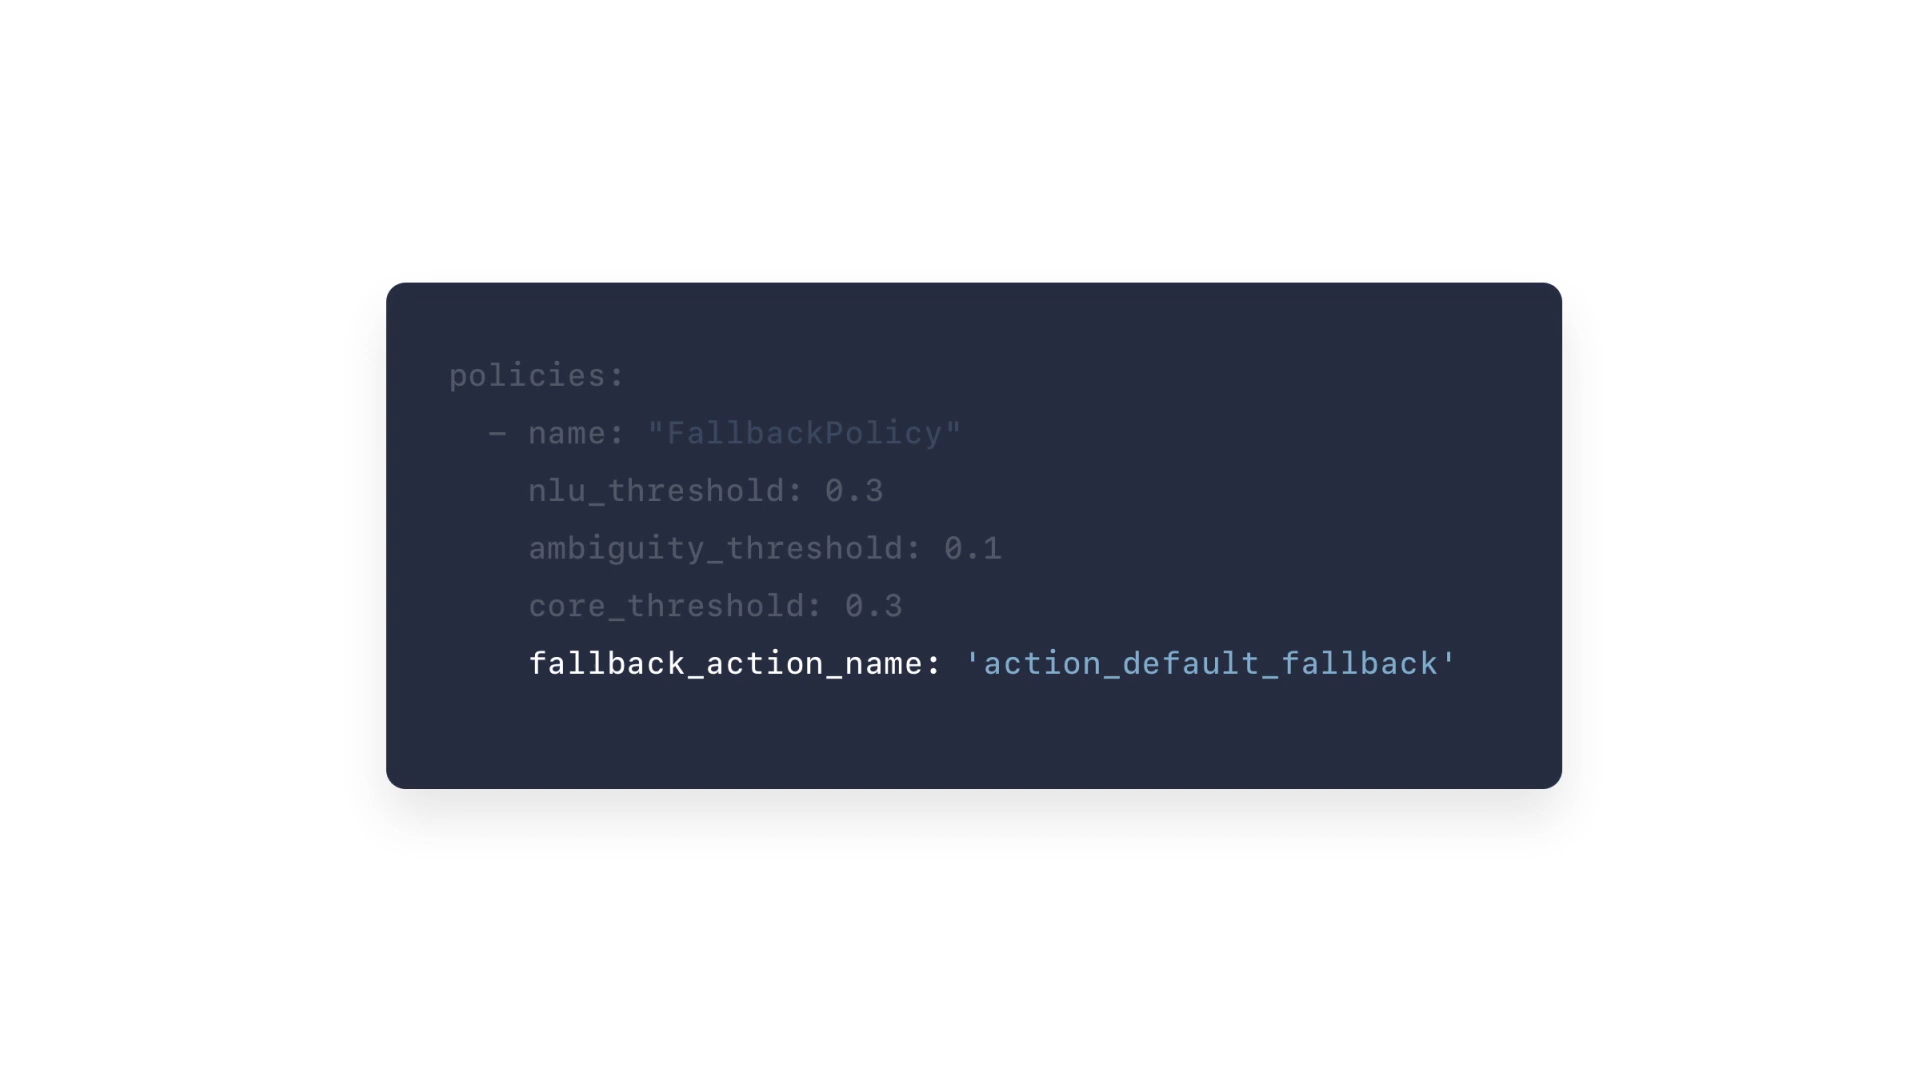 policies:
- name: "FallbackPolicy"
nlu_threshold: 0.3
ambiguity_threshold: 0.1
core_threshold: 0.3
fallback_action_name: 'action_default_fallback'